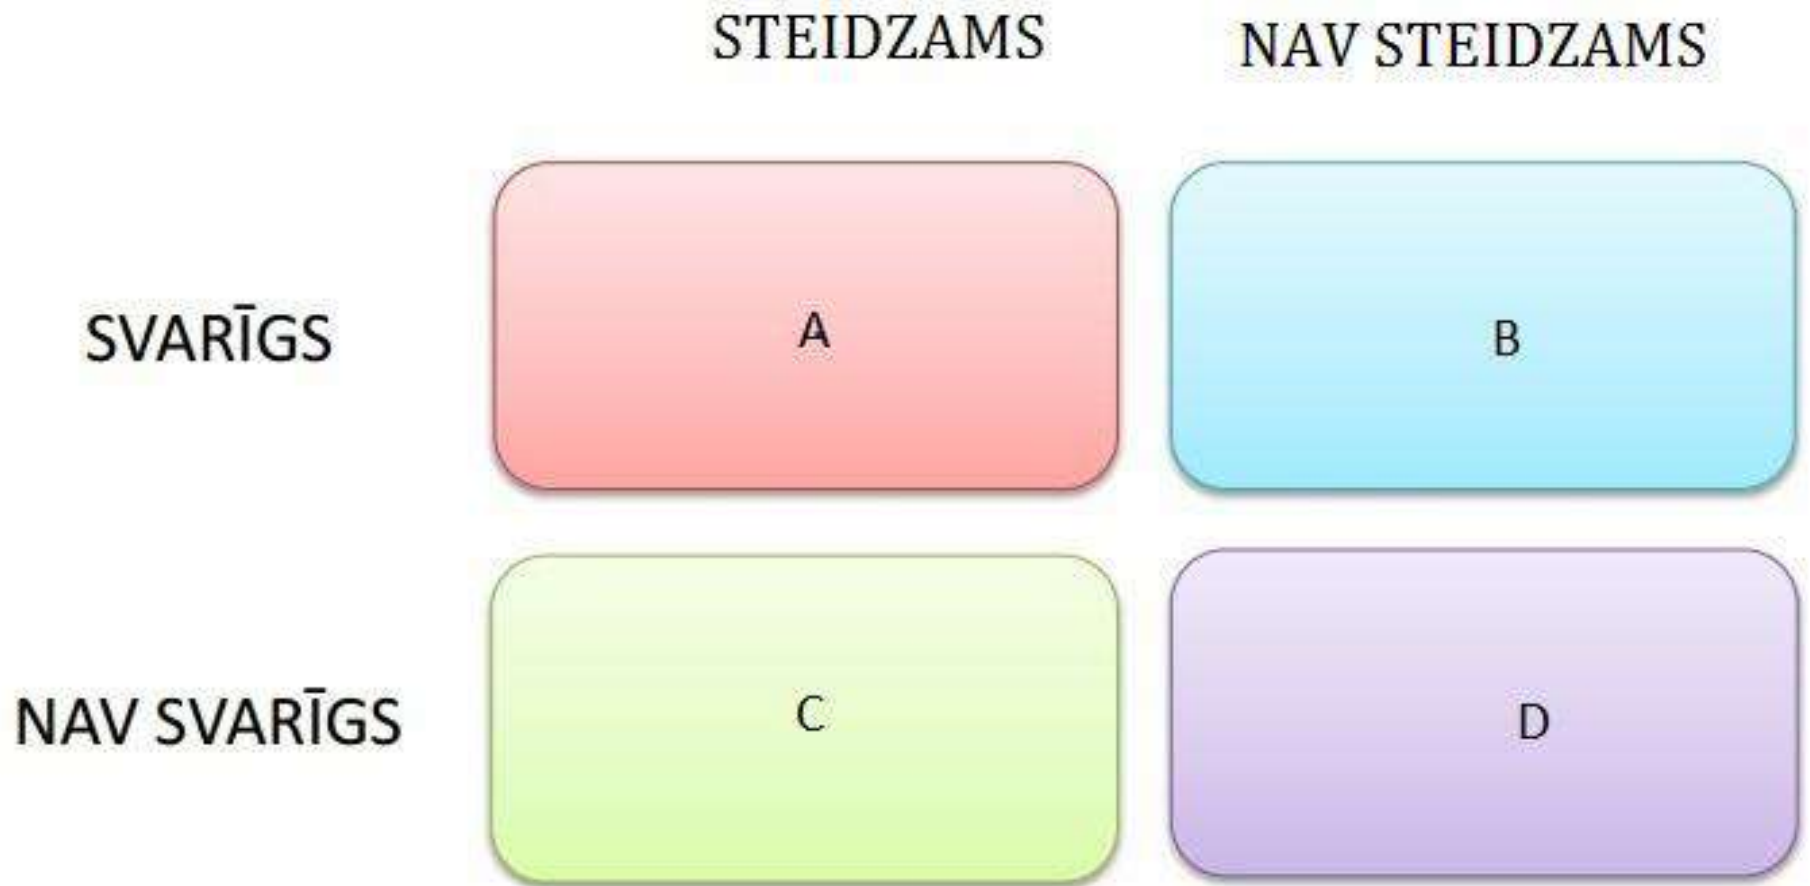 STEIDZAMS
NAV STEIDZAMS
SVARĪGS
A
B
NAV SVARĪGS
C
D